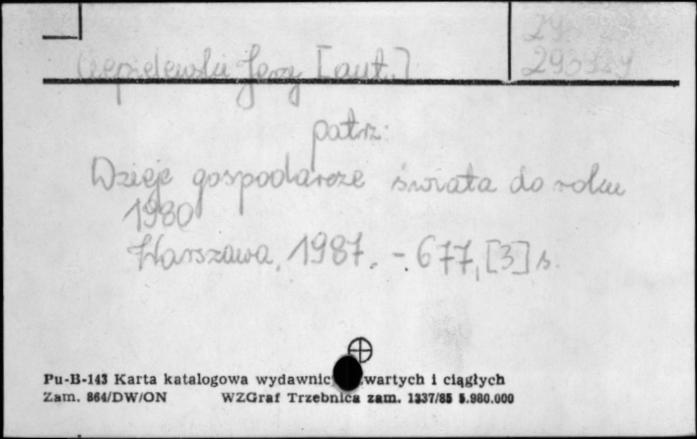 Ciepielewski Jerzy [aut.]
293924
patrz:
Dzieje gospodarcze świata do roku
1980
Warszawa, 1987. - 677, [3] s.
Pu-B-143 Karta katalogowa wydawnic wartych i ciągłych
Zam. 864/DW/ON WZGraf Trzebnica zam. 1337/85 5.980.000